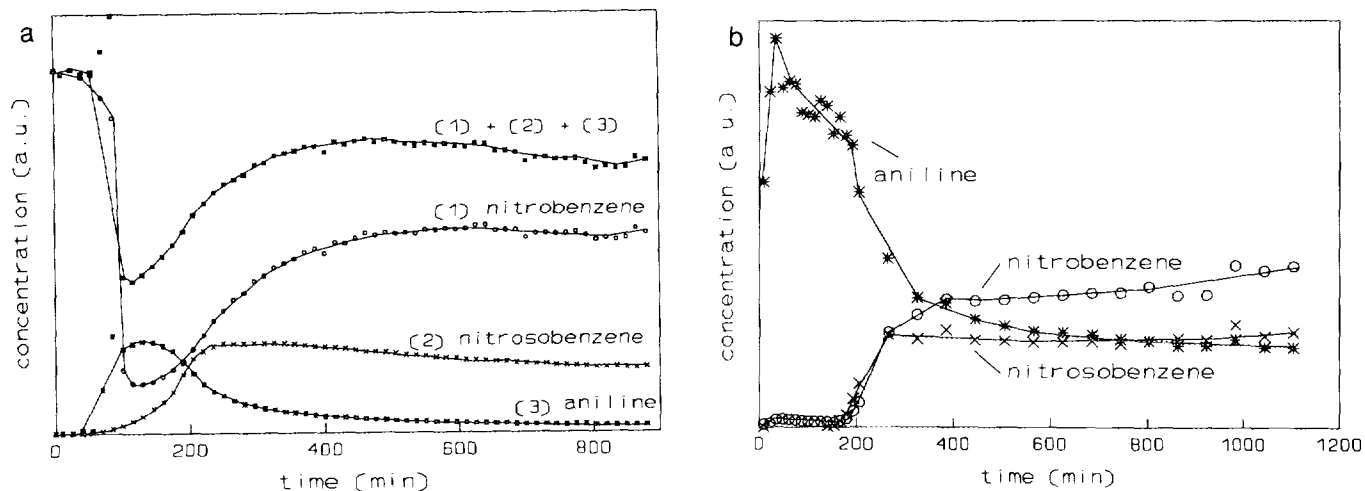 a
concentration (a.u.)
(1) + (2) + (3)
(1) nitrobenzene
(2) nitrosobenzene
(3) aniline
0 200 400 600 800
time (min)
b
concentration (a u.)
aniline
nitrobenzene
nitrosobenzene
0 200 400 600 800 1000 1200
time (min)